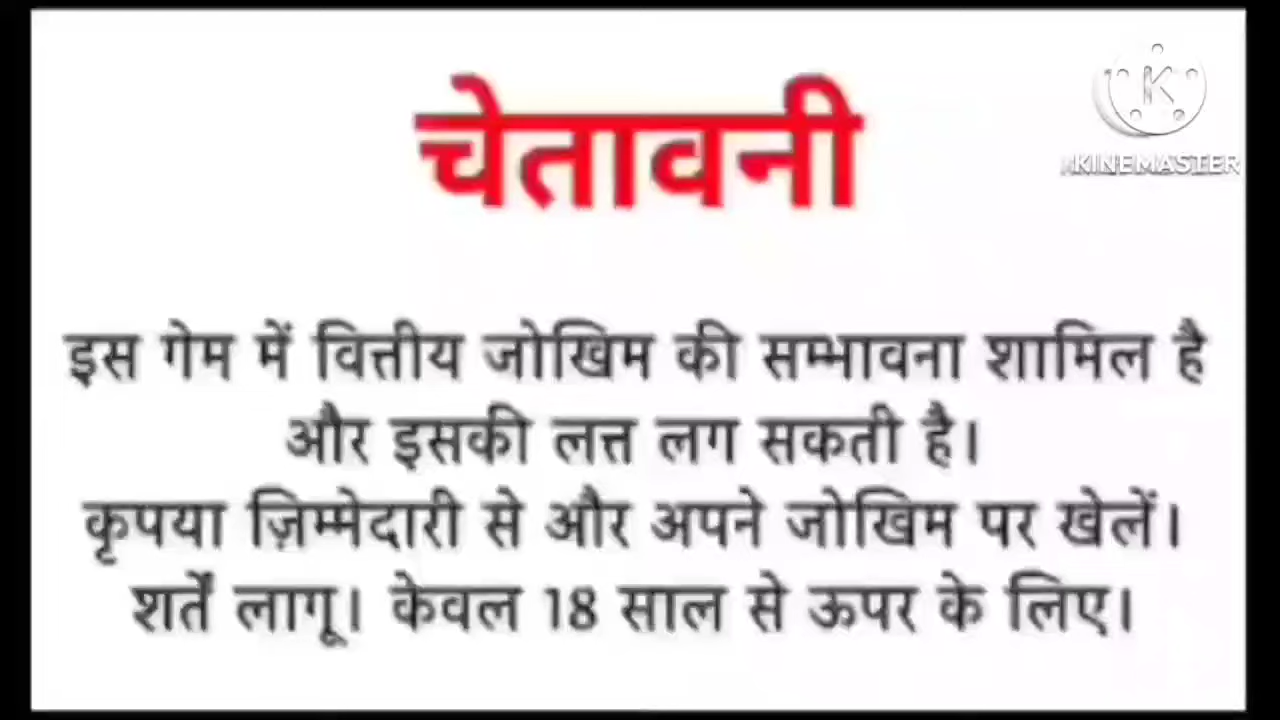 चेतावनी
KINEMASTER
इस गेम में वित्तीय जोखिम की सम्भावना शामिल है
और इसकी लत्त लग सकती है।
कृपया ज़िम्मेदारी से और अपने जोखिम पर खेलें।
शर्तें लागू। केवल 18 साल से ऊपर के लिए।